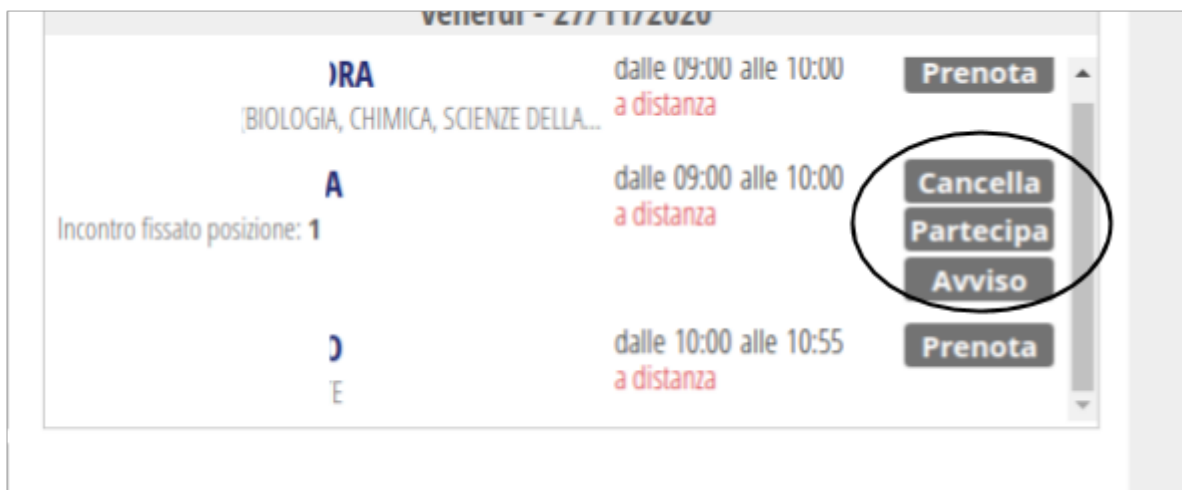 Venerdì - 27/11/2020
DRA dalle 09:00 alle 10:00 Prenota
BIOLOGIA, CHIMICA, SCIENZE DELLA... a distanza
A dalle 09:00 alle 10:00 Cancella
Incontro fissato posizione: 1 a distanza Partecipa
Avviso
O dalle 10:00 alle 10:55 Prenota
E a distanza